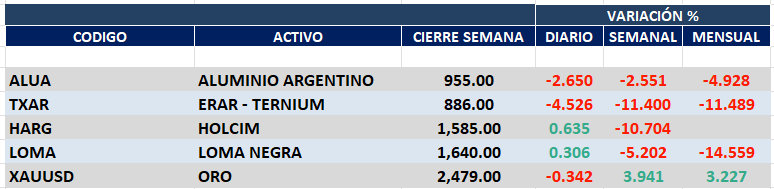 VARIACIÓN %
CODIGO ACTIVO CIERRE SEMANA DIARIO SEMANAL MENSUAL
ALUA ALUMINIO ARGENTINO 955.00 -2.650 -2.551 -4.928
TXAR ERAR - TERNIUM 886.00 -4.526 -11.400 -11.489
HARG HOLCIM 1,585.00 0.635 -10.704
LOMA LOMA NEGRA 1,640.00 0.306 -5.202 -14.559
XAUUSD ORO 2,479.00 -0.342 3.941 3.227